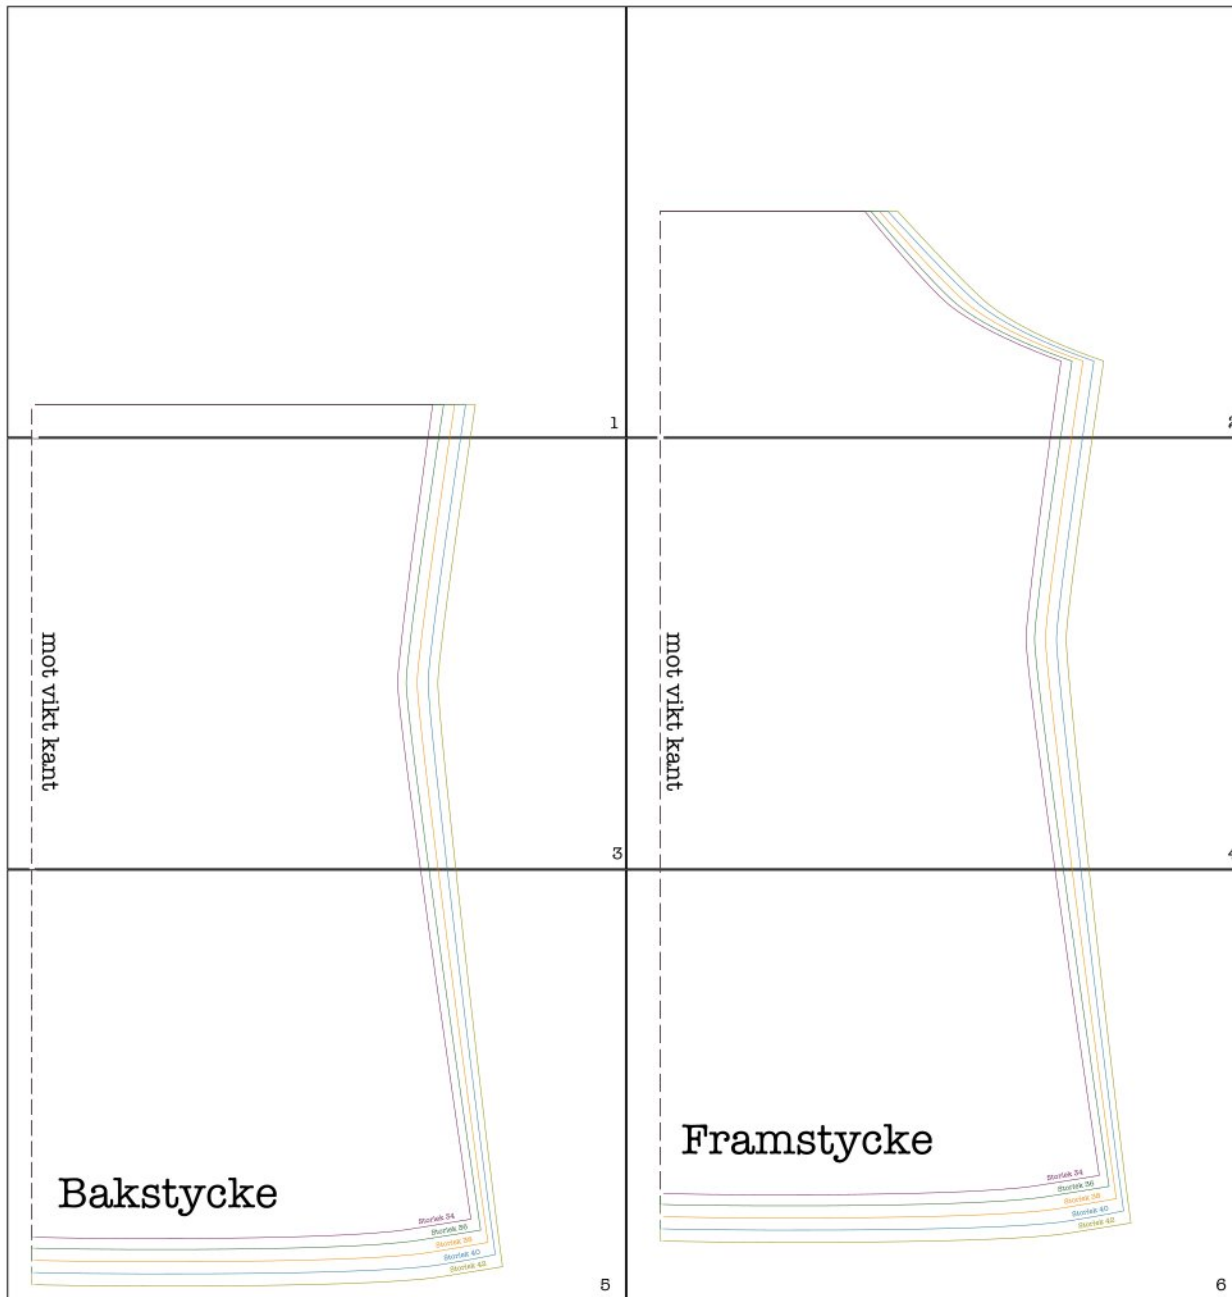 1
2
mot vikt kant
mot vikt kant
3
4
Bakstycke
Storlek 34
Storlek 36
Storlek 38
Storlek 40
Storlek 42
Framstycke
Storlek 34
Storlek 36
Storlek 38
Storlek 40
Storlek 42
5
6